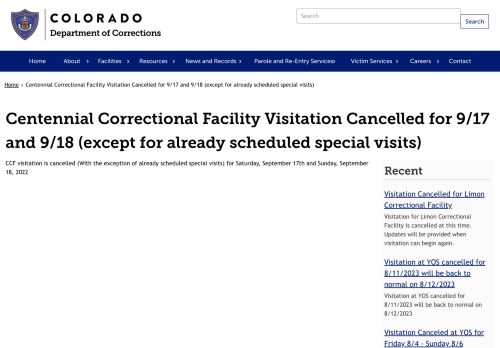 COLORADO
Department of Corrections
Search
Search
Home
About
Facilities
Resources
News and Records
Parole and Re-Entry Services
Victim Services
Careers
Contact
Home › Centennial Correctional Facility Visitation Cancelled for 9/17 and 9/18 (except for already scheduled special visits)
Centennial Correctional Facility Visitation Cancelled for 9/17
and 9/18 (except for already scheduled special visits)
CCF visitation is cancelled (With the exception of already scheduled special visits) for Saturday, September 17th and Sunday, September
18, 2022
Recent
Visitation Cancelled for Limon
Correctional Facility
Visitation for Limon Correctional
Facility is cancelled at this time.
Updates will be provided when
visitation can begin again.
Visitation at YOS cancelled for
8/11/2023 will be back to
normal on 8/12/2023
Visitation at YOS cancelled for
8/11/2023 will be back to normal on
8/12/2023
Visitation Canceled at YOS for
Friday 8/4 - Sunday 8/6